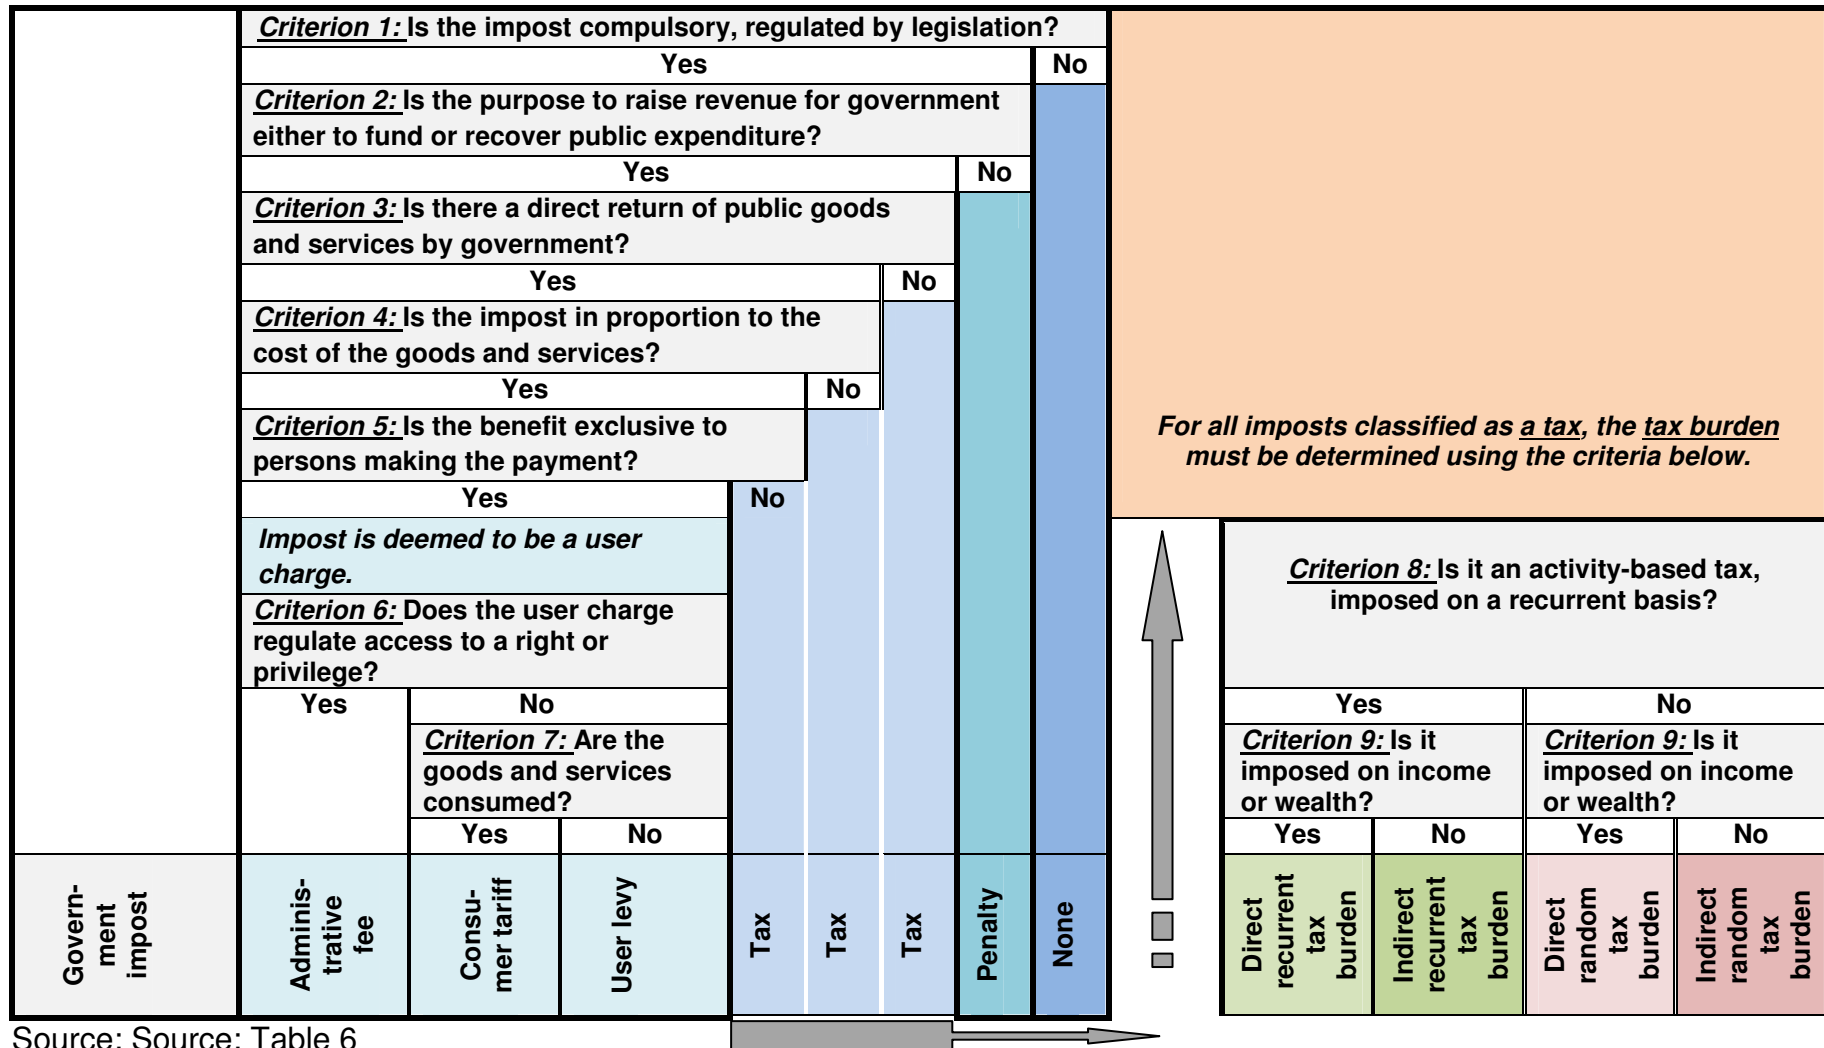 Criterion 1: Is the impost compulsory, regulated by legislation?
Yes
No
Criterion 2: Is the purpose to raise revenue for government
either to fund or recover public expenditure?
Yes
No
Criterion 3: Is there a direct return of public goods
and services by government?
Yes
No
Criterion 4: Is the impost in proportion to the
cost of the goods and services?
Yes
No
Criterion 5: Is the benefit exclusive to
persons making the payment?
Yes
No
Impost is deemed to be a user
charge.
Criterion 6: Does the user charge
regulate access to a right or
privilege?
Yes
No
Criterion 7: Are the
goods and services
consumed?
Yes
No
For all imposts classified as a tax, the tax burden
must be determined using the criteria below.
Criterion 8: Is it an activity-based tax,
imposed on a recurrent basis?
Yes
No
Criterion 9: Is it
imposed on income
or wealth?
Criterion 9: Is it
imposed on income
or wealth?
Yes
No
Yes
No
Govern-
ment
impost
Adminis-
trative
fee
Consu-
mer tariff
User levy
Tax
Tax
Tax
Penalty
None
Direct
recurrent
tax
burden
Indirect
recurrent
tax
burden
Direct
random
tax
burden
Indirect
random
tax
burden
Source: Source: Table 6